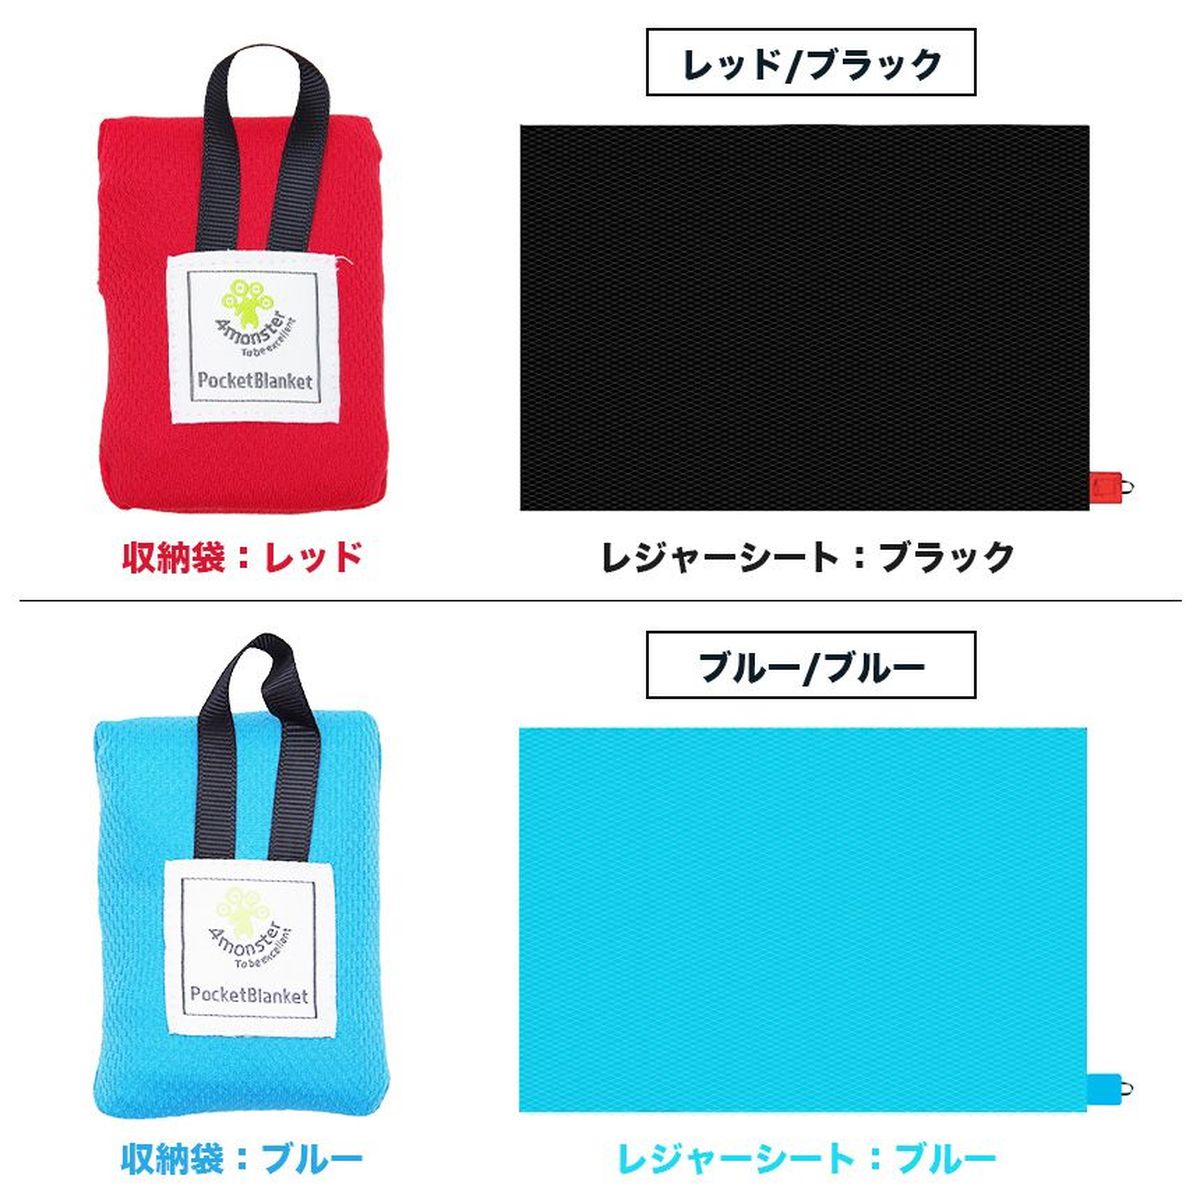 レッド/ブラック
4monster
To be excellent
PocketBlanket
収納袋：レッド
レジャーシート：ブラック
ブルー/ブルー
4monster
To be excellent
PocketBlanket
収納袋：ブルー
レジャーシート：ブルー